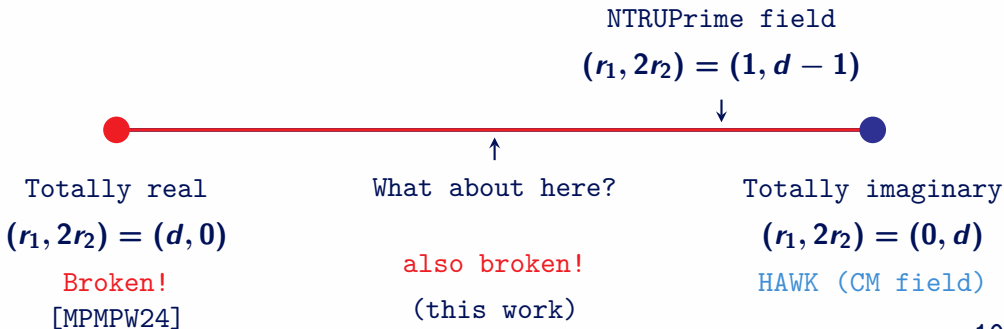 NTRUPrime field
(r₁, 2r₂) = (1, d − 1)
Totally real
(r₁, 2r₂) = (d, 0)
Broken!
[MPMPW24]
What about here?
also broken!
(this work)
Totally imaginary
(r₁, 2r₂) = (0, d)
HAWK (CM field)